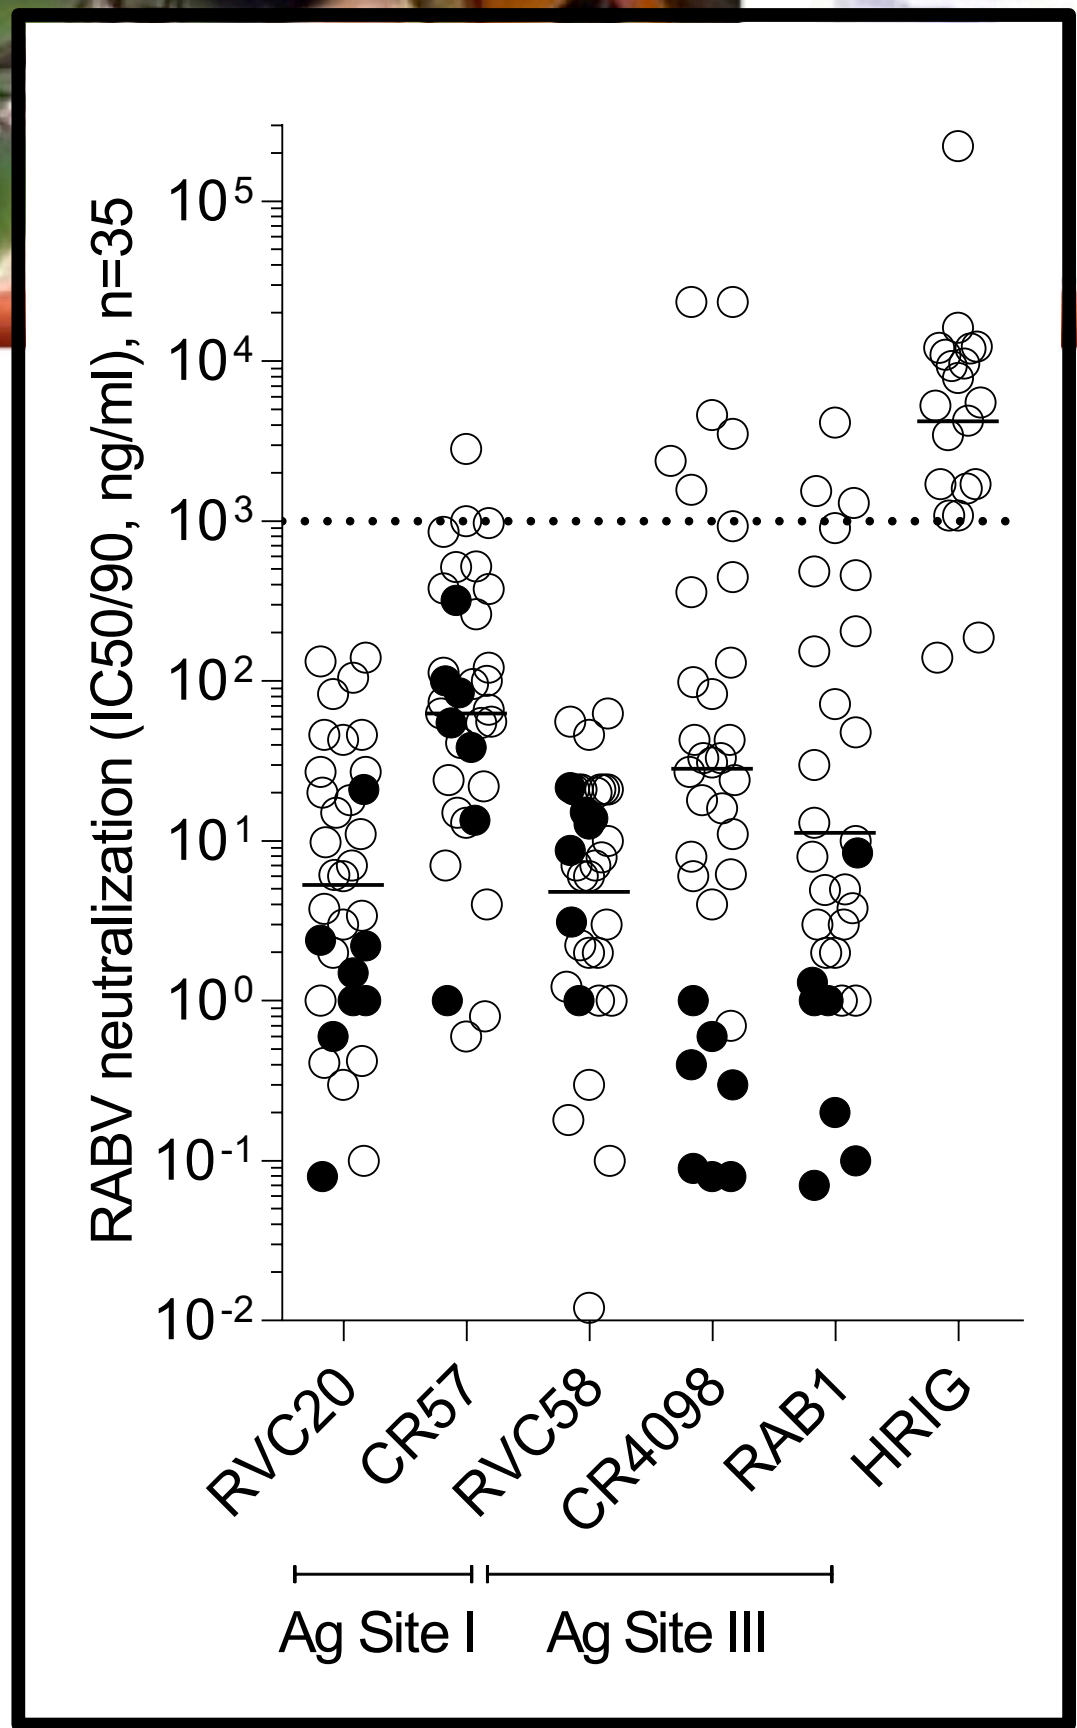 RABV neutralization (IC50/90, ng/ml), n=35
10⁵
10⁴
10³
10²
10¹
10⁰
10⁻¹
10⁻²
RVC20
CR57
RVC58
CR4098
RAB1
HRIG
Ag Site I
Ag Site III